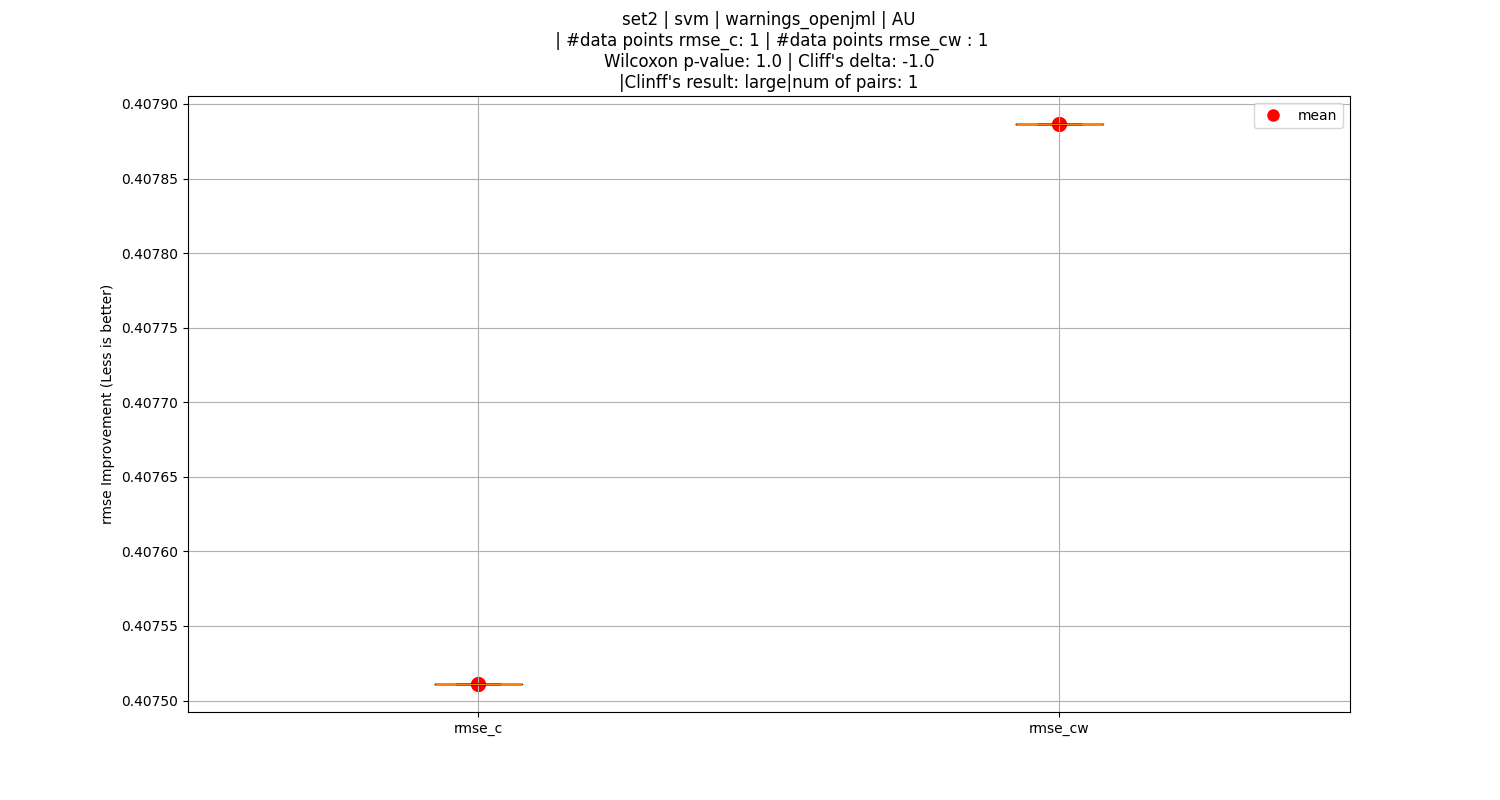 set2 | svm | warnings_openjml | AU
| #data points rmse_c: 1 | #data points rmse_cw : 1
Wilcoxon p-value: 1.0 | Cliff's delta: -1.0
|Clinff's result: large|num of pairs: 1
mean
rmse Improvement (Less is better)
0.40790
0.40785
0.40780
0.40775
0.40770
0.40765
0.40760
0.40755
0.40750
rmse_c
rmse_cw